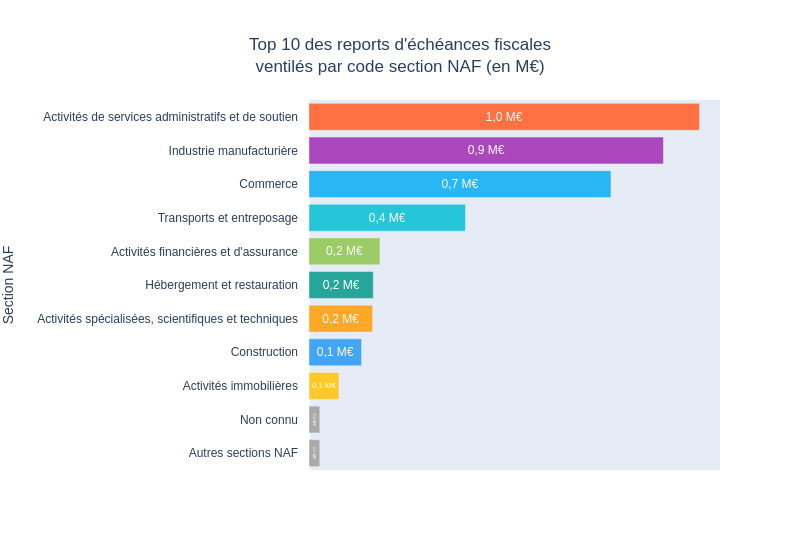 Top 10 des reports d'échéances fiscales
ventilés par code section NAF (en M€)
Section NAF
Activités de services administratifs et de soutien 1,0 M€
Industrie manufacturière 0,9 M€
Commerce 0,7 M€
Transports et entreposage 0,4 M€
Activités financières et d'assurance 0,2 M€
Hébergement et restauration 0,2 M€
Activités spécialisées, scientifiques et techniques 0,2 M€
Construction 0,1 M€
Activités immobilières 0,1 M€
Non connu
Autres sections NAF